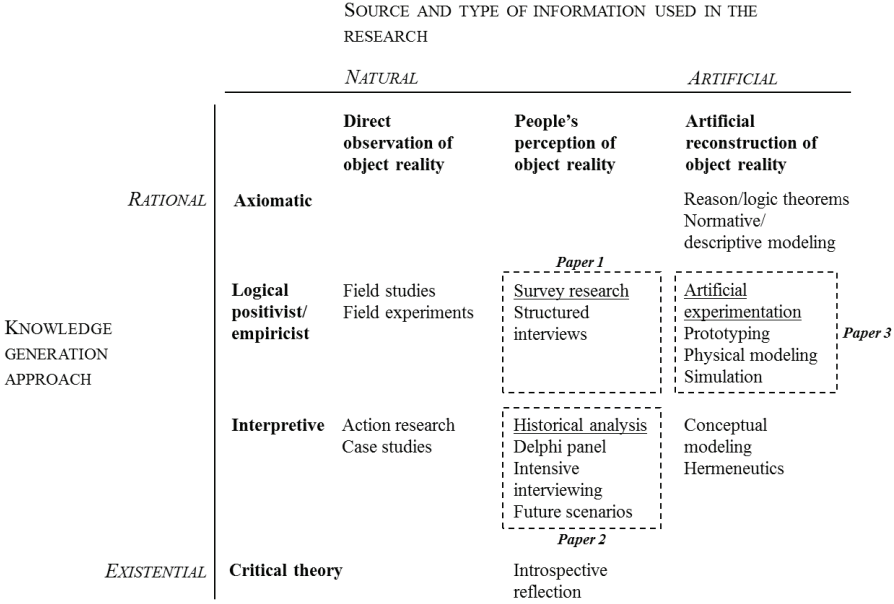 SOURCE AND TYPE OF INFORMATION USED IN THE
RESEARCH
NATURAL
ARTIFICIAL
Direct
observation of
object reality
People's
perception of
object reality
Artificial
reconstruction of
object reality
RATIONAL
Axiomatic
Reason/logic theorems
Normative/
descriptive modeling
Paper 1
KNOWLEDGE
GENERATION
APPROACH
Logical
positivist/
empiricist
Field studies
Field experiments
Survey research
Structured
interviews
Artificial
experimentation
Prototyping
Physical modeling
Simulation
Paper 3
Interpretive
Action research
Case studies
Historical analysis
Delphi panel
Intensive
interviewing
Future scenarios
Conceptual
modeling
Hermeneutics
Paper 2
EXISTENTIAL
Critical theory
Introspective
reflection